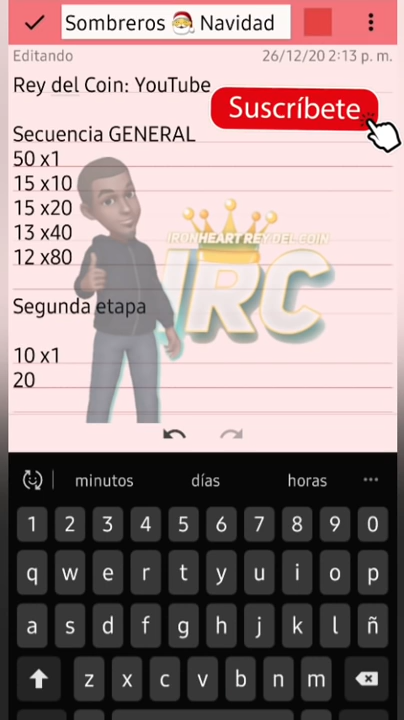 Sombreros 🎅 Navidad
Editando 26/12/20 2:13 p. m.
Rey del Coin: YouTube
Suscríbete
Secuencia GENERAL
50 x1
15 x10
15 x20
13 x40
12 x80
IRONHEART REY DEL COIN
IRC
Segunda etapa
10 x1
20
minutos días horas
1 2 3 4 5 6 7 8 9 0
q w e r t y u i o p
a s d f g h j k l ñ
z x c v b n m